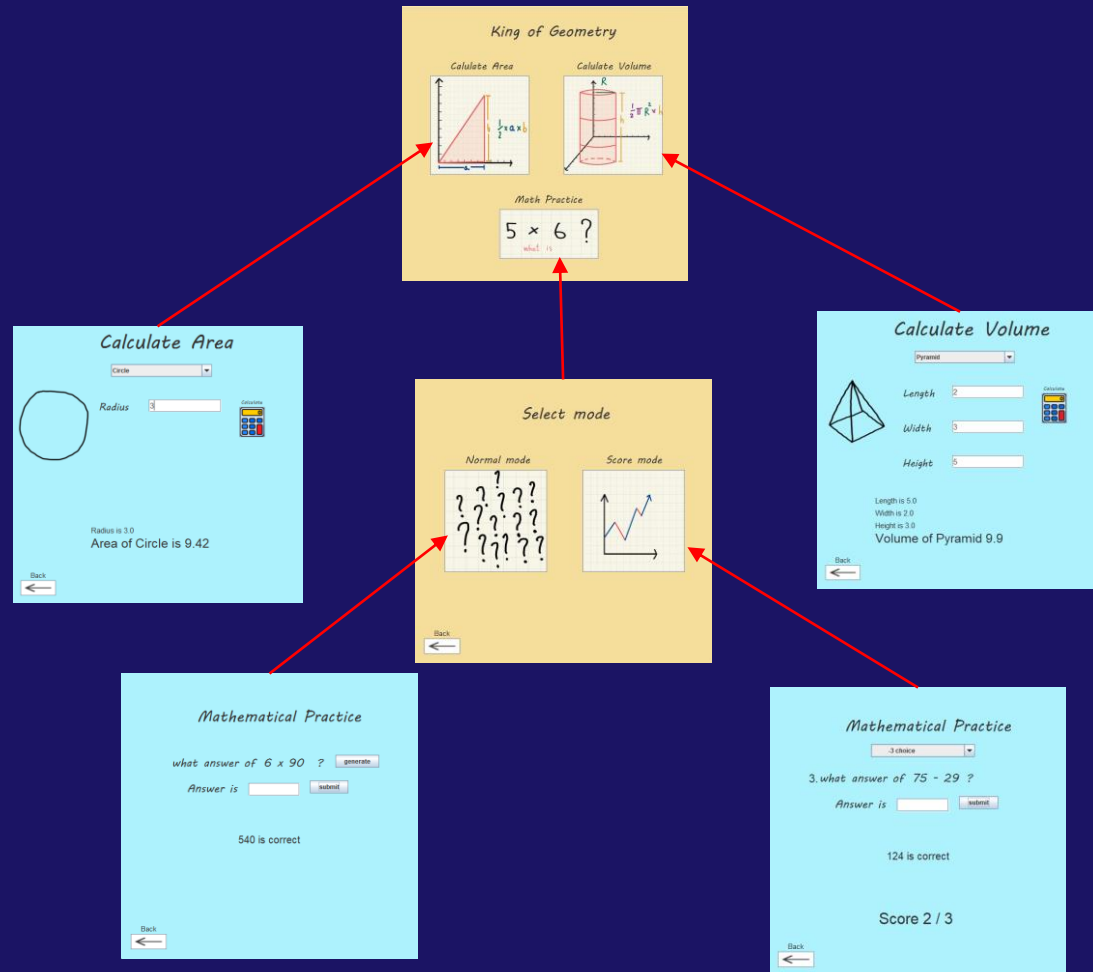 King of Geometry
Calulate Area
Calulate Volume
h
1/2 x a x b
a
R
h
1/2 π R² x h
Math Practice
5 × 6 ?
what is
Calculate Area
Circle
Radius 3
Calculate
Radius is 3.0
Area of Circle is 9.42
Back
Select mode
Normal mode
Score mode
? ? ? ? ? ? ? ? ? ? ? ? ? ? ? ?
Back
Calculate Volume
Pyramid
Length 2
Calculate
Width 3
Height 5
Length is 5.0
Width is 2.0
Height is 3.0
Volume of Pyramid 9.9
Back
Mathematical Practice
what answer of 6 x 90 ? generate
Answer is submit
540 is correct
Back
Mathematical Practice
-3 choice
3. what answer of 75 - 29 ?
Answer is submit
124 is correct
Score 2 / 3
Back